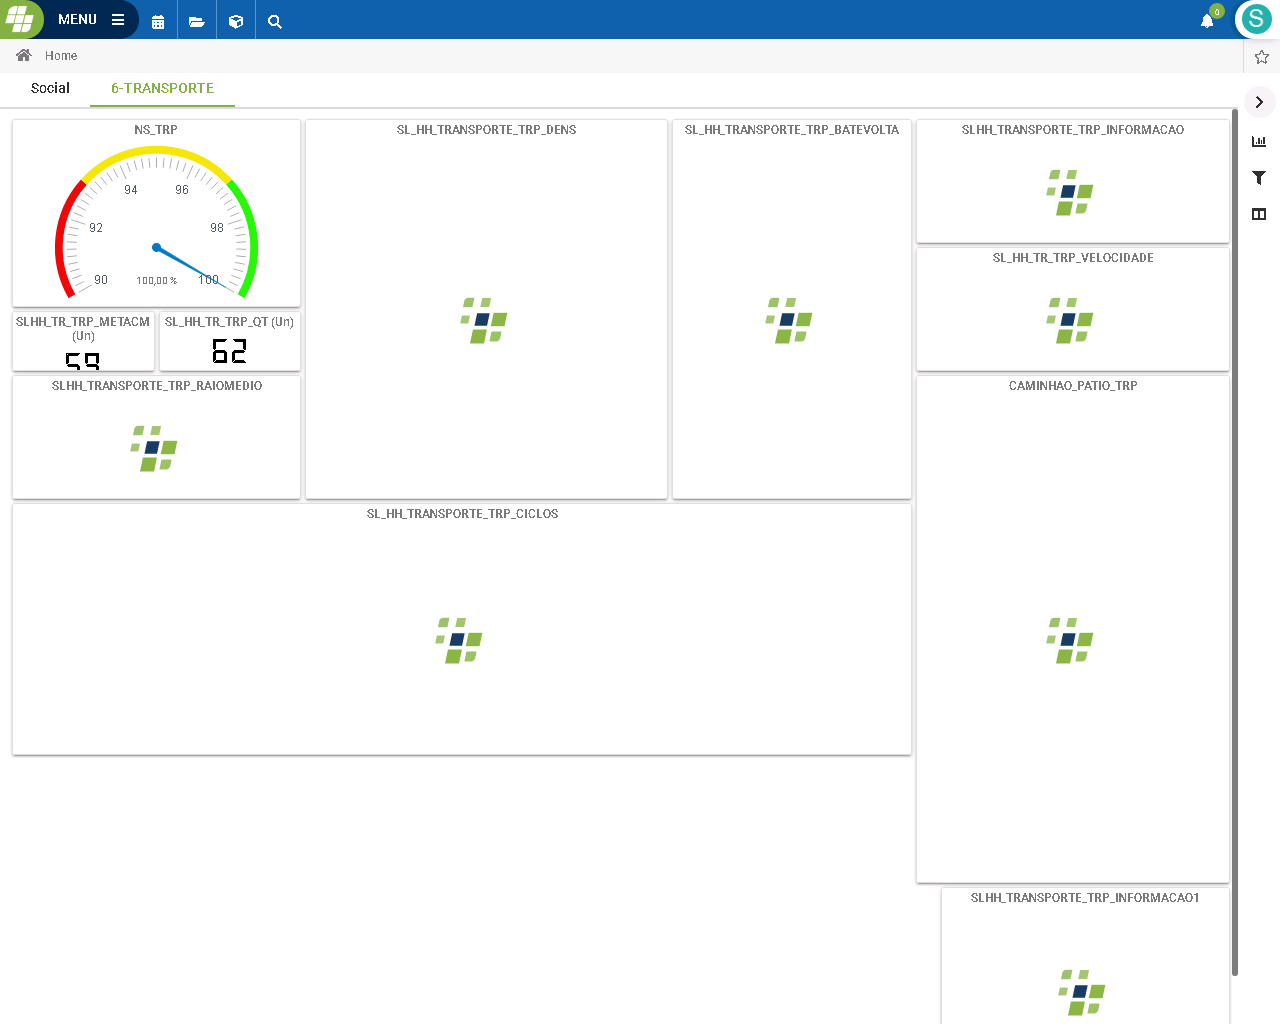 MENU
0
S
Home
Social
6-TRANSPORTE
NS_TRP
94
96
92
98
90
100,00 %
100
SLHH_TR_TRP_METACM
(Un)
59
SL_HH_TR_TRP_QT (Un)
62
SLHH_TRANSPORTE_TRP_RAIOMEDIO
SL_HH_TRANSPORTE_TRP_DENS
SL_HH_TRANSPORTE_TRP_BATEVOLTA
SLHH_TRANSPORTE_TRP_INFORMACAO
SL_HH_TR_TRP_VELOCIDADE
CAMINHAO_PATIO_TRP
SL_HH_TRANSPORTE_TRP_CICLOS
SLHH_TRANSPORTE_TRP_INFORMACAO1